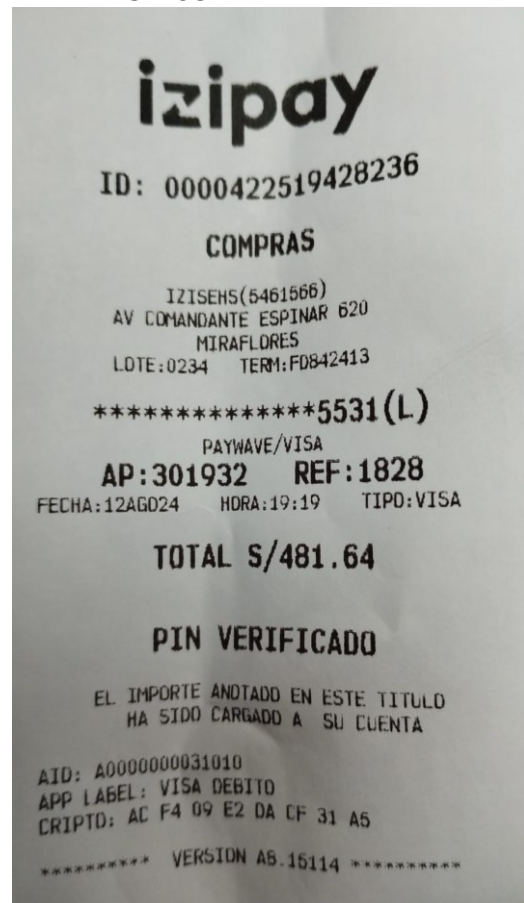 izipay
ID: 0000422519428236
COMPRAS
IZISEHS(5461566)
AV COMANDANTE ESPINAR 620
MIRAFLORES
LOTE:0234 TERM:FD842413
**************5531(L)
PAYWAVE/VISA
AP:301932 REF:1828
FECHA:12AGO24 HORA:19:19 TIPO:VISA
TOTAL S/481.64
PIN VERIFICADO
EL IMPORTE ANOTADO EN ESTE TITULO
HA SIDO CARGADO A SU CUENTA
AID: A0000000031010
APP LABEL: VISA DEBITO
CRIPTO: AC F4 09 E2 DA CF 31 A5
********** VERSION A8.15114 **********